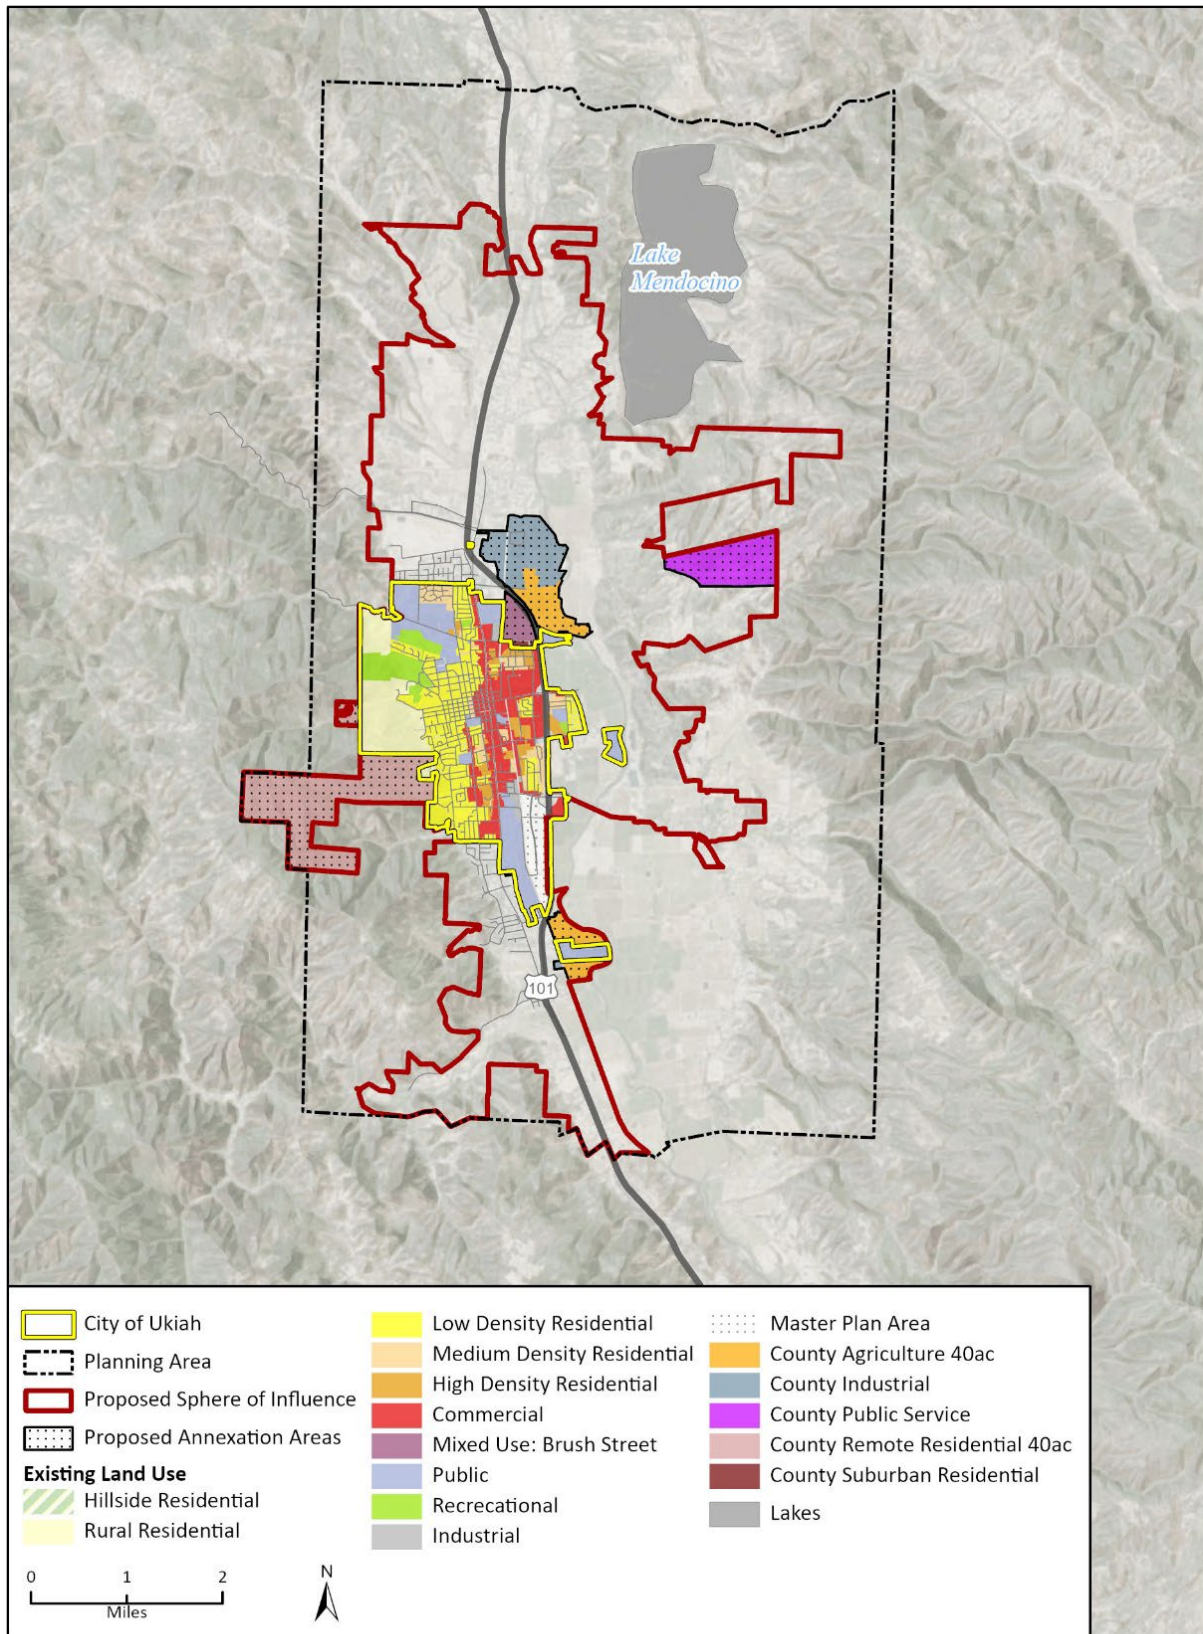 Lake
Mendocino
101
City of Ukiah
Planning Area
Proposed Sphere of Influence
Proposed Annexation Areas
Existing Land Use
Hillside Residential
Rural Residential
Low Density Residential
Medium Density Residential
High Density Residential
Commercial
Mixed Use: Brush Street
Public
Recrecational
Industrial
Master Plan Area
County Agriculture 40ac
County Industrial
County Public Service
County Remote Residential 40ac
County Suburban Residential
Lakes
0 1 2
Miles
N